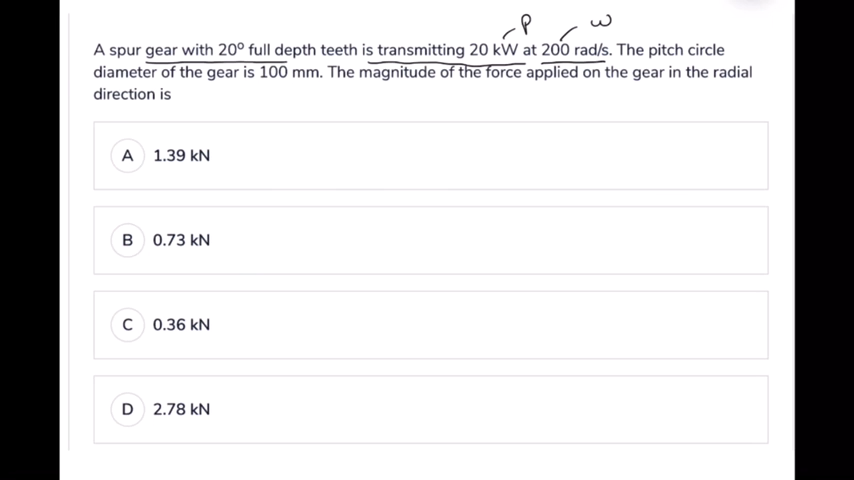 P ω
A spur gear with 20° full depth teeth is transmitting 20 kW at 200 rad/s. The pitch circle
diameter of the gear is 100 mm. The magnitude of the force applied on the gear in the radial
direction is
A 1.39 kN
B 0.73 kN
C 0.36 kN
D 2.78 kN